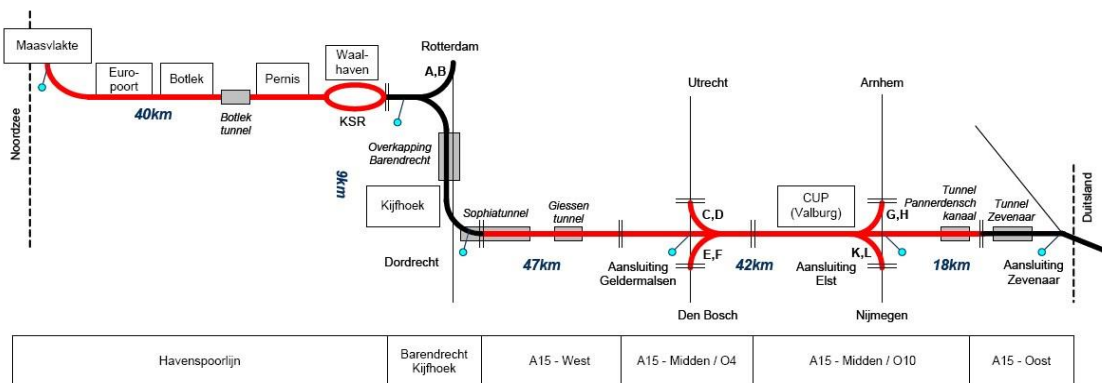 Maasvlakte
Noordzee
Euro-
poort
Botlek
40km
Botlek
tunnel
Pernis
Waal-
haven
KSR
Rotterdam
A,B
Overkapping
Barendrecht
9km
Kijfhoek
Dordrecht
Sophiatunnel
Giessen
tunnel
47km
Utrecht
C,D
E,F
Aansluiting
Geldermalsen
Den Bosch
42km
CUP
(Valburg)
Arnhem
G,H
K,L
Aansluiting
Elst
Nijmegen
Tunnel
Pannerdensch
kanaal
18km
Tunnel
Zevenaar
Aansluiting
Zevenaar
Duitsland
Havenspoorlijn
Barendrecht
Kijfhoek
A15 - West
A15 - Midden / O4
A15 - Midden / O10
A15 - Oost